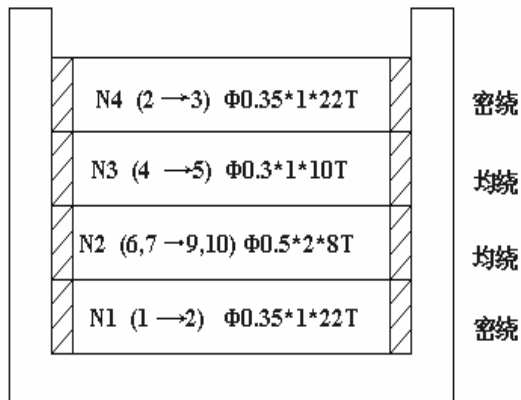 N4 (2 →3) Φ0.35*1*22T 密绕
N3 (4 →5) Φ0.3*1*10T 均绕
N2 (6,7 →9,10) Φ0.5*2*8T 均绕
N1 (1 →2) Φ0.35*1*22T 密绕